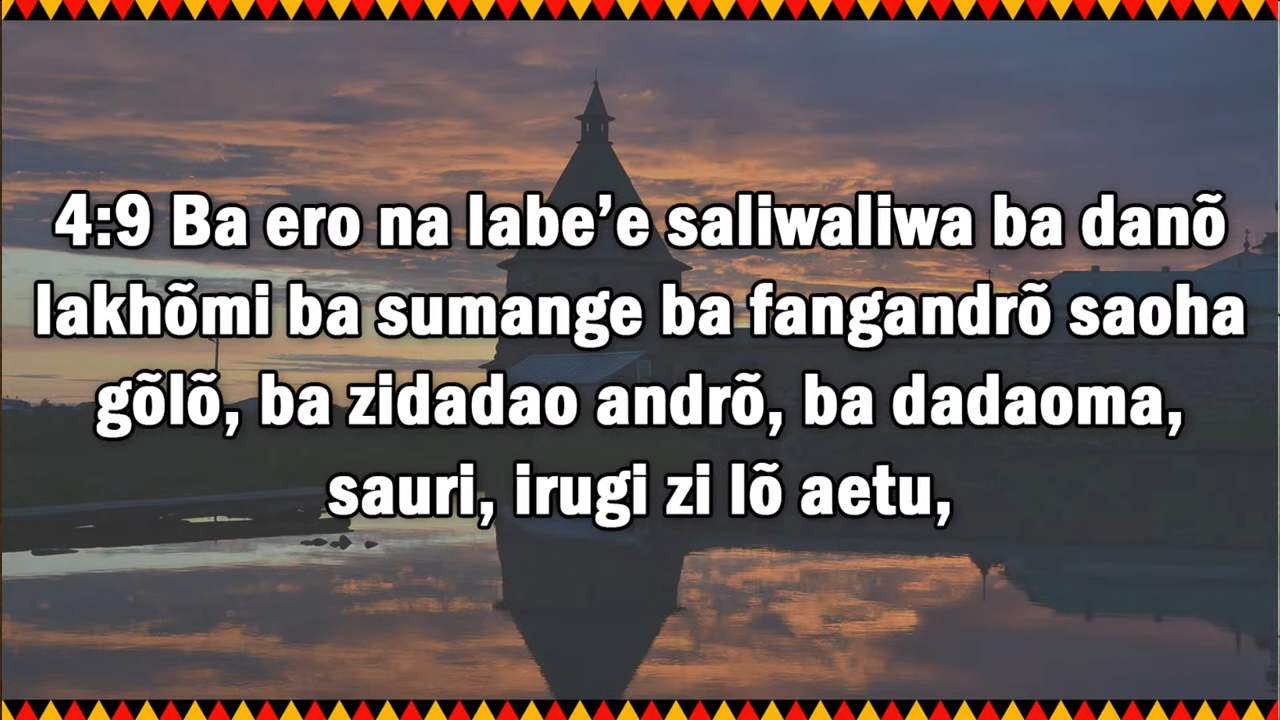 4:9 Ba ero na labe’e saliwaliwa ba danõ
lakhõmi ba sumange ba fangandrõ saoha
gõlõ, ba zidadao andrõ, ba dadaoma,
sauri, irugi zi lõ aetu,